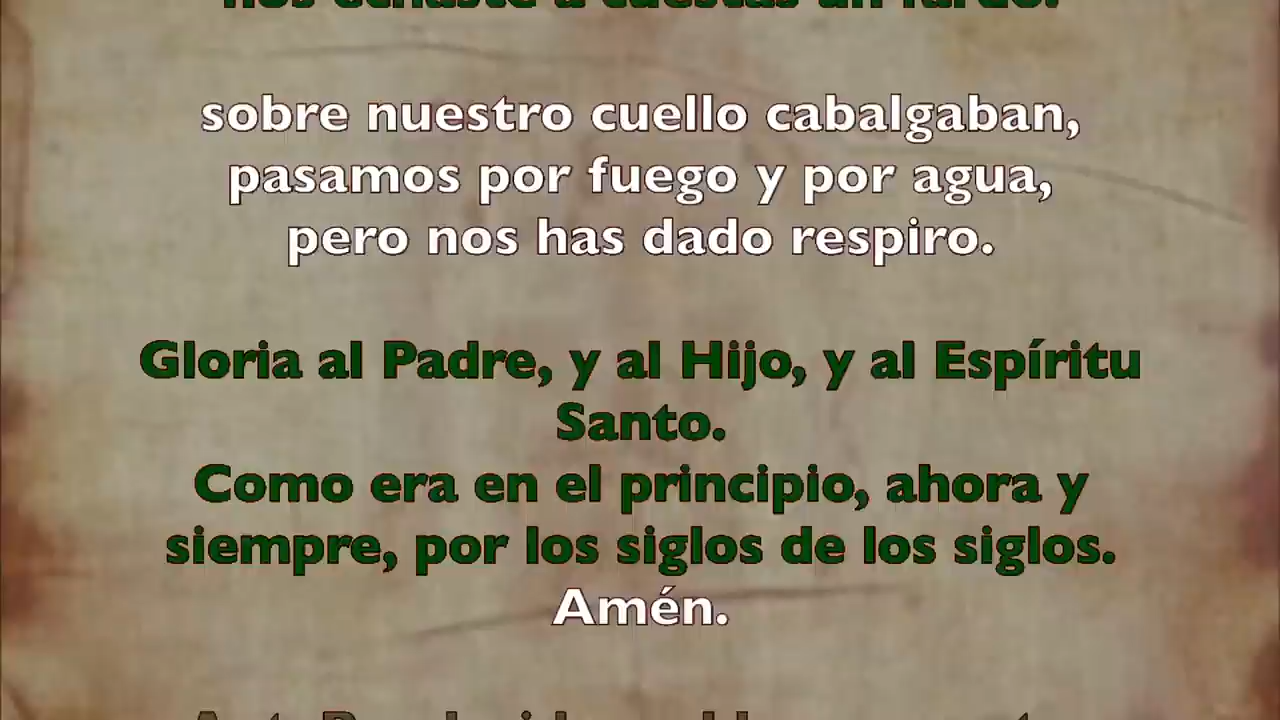 nos echaste a cuestas un fardo:
sobre nuestro cuello cabalgaban,
pasamos por fuego y por agua,
pero nos has dado respiro.
Gloria al Padre, y al Hijo, y al Espíritu
Santo.
Como era en el principio, ahora y
siempre, por los siglos de los siglos.
Amén.